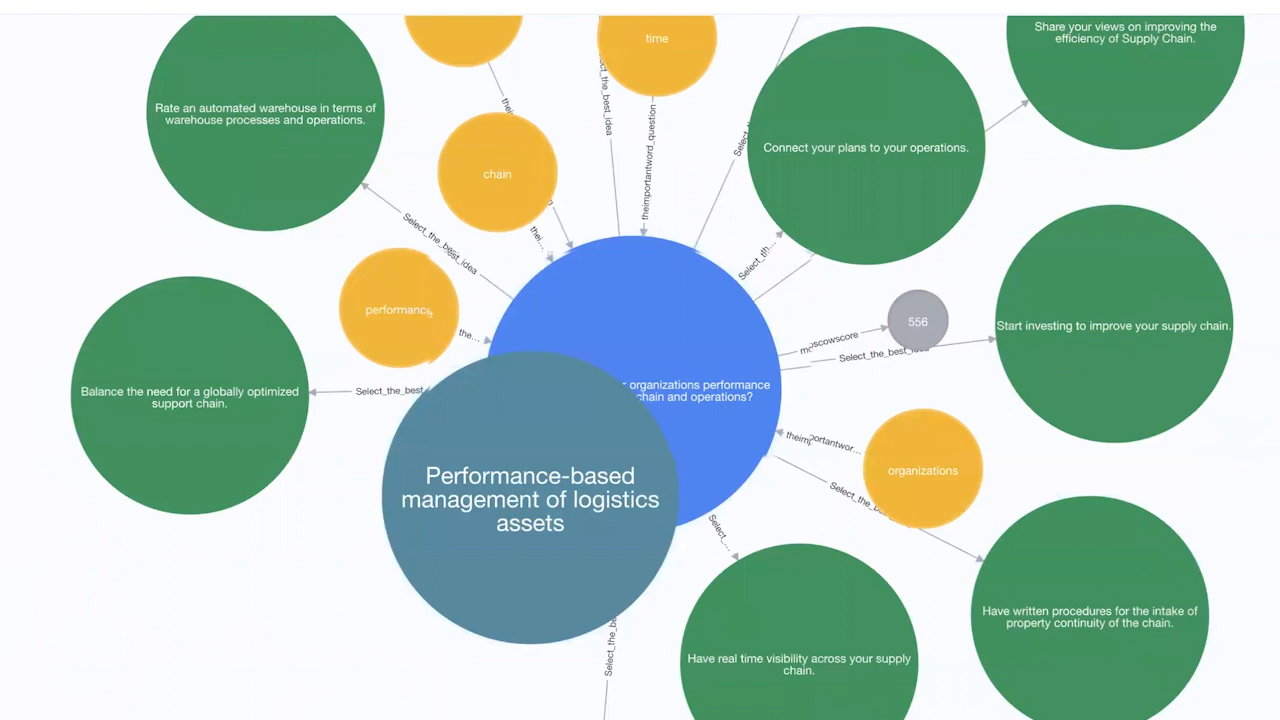 Share your views on improving the
efficiency of Supply Chain.
time
Rate an automated warehouse in terms of
warehouse processes and operations.
Connect your plans to your operations.
chain
theimportantword_question
Select_the_best_idea
performance
556
moscowscore
Start investing to improve your supply chain.
organizations performance
chain and operations?
Balance the need for a globally optimized
support chain.
Select_the_best
organizations
Performance-based
management of logistics
assets
Have written procedures for the intake of
property continuity of the chain.
Have real time visibility across your supply
chain.